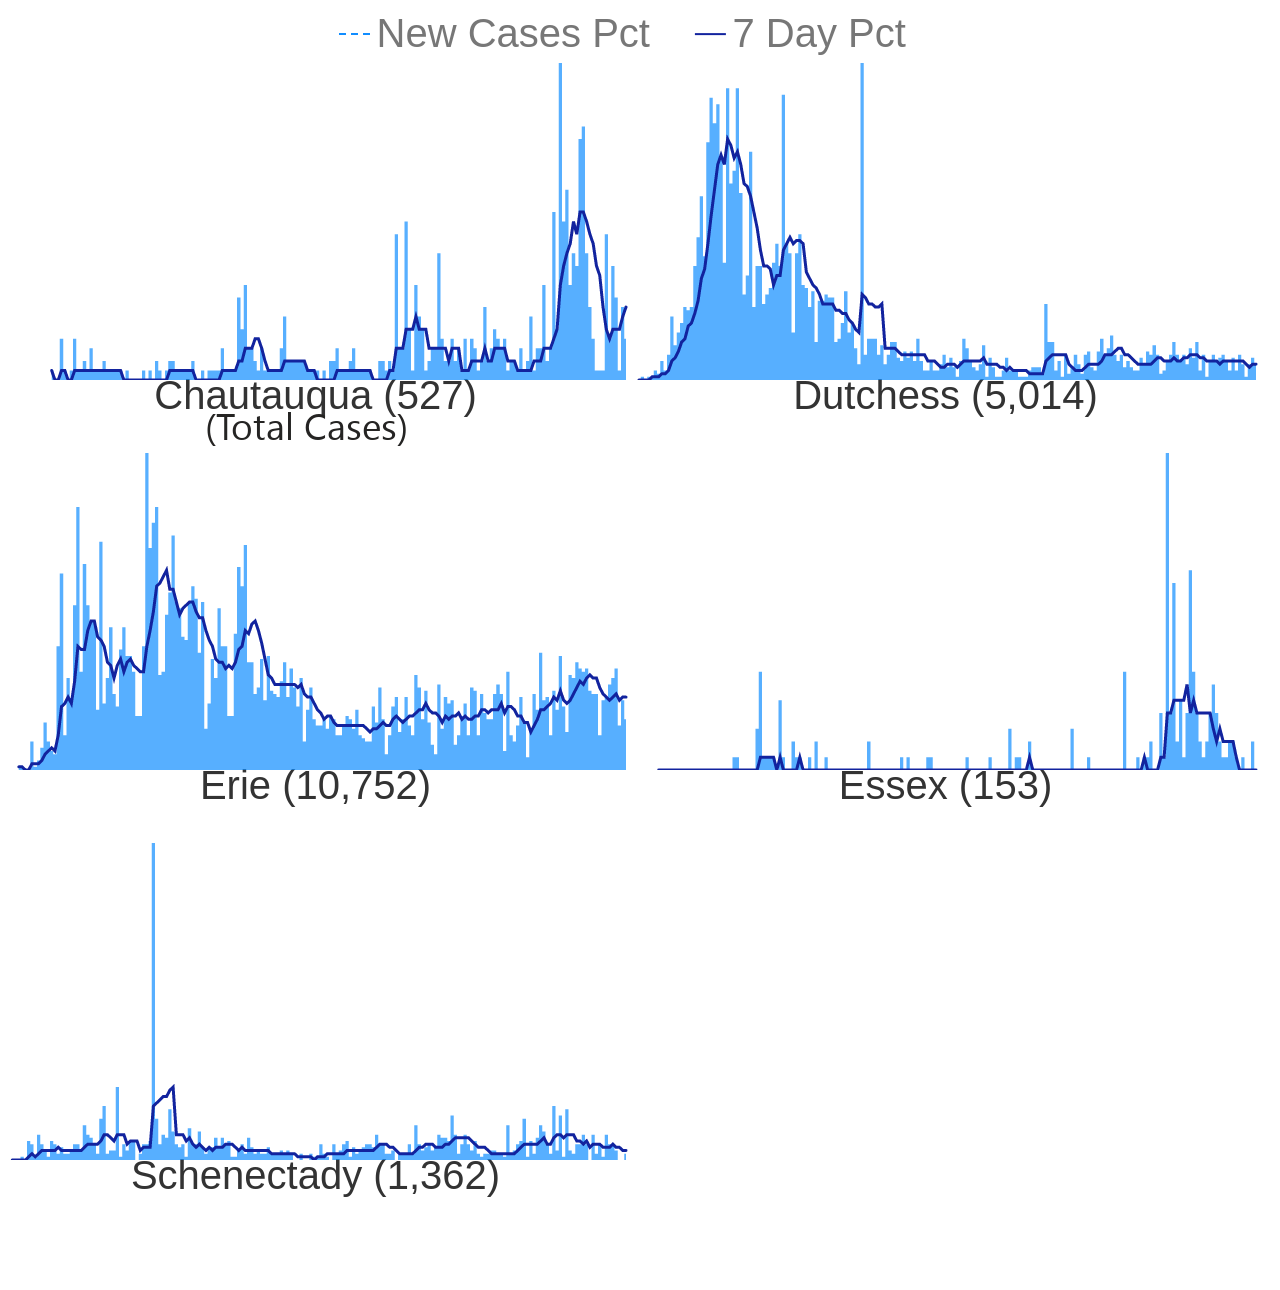 New Cases Pct 7 Day Pct
Chautauqua (527) Dutchess (5,014)
(Total Cases)
Erie (10,752) Essex (153)
Schenectady (1,362)